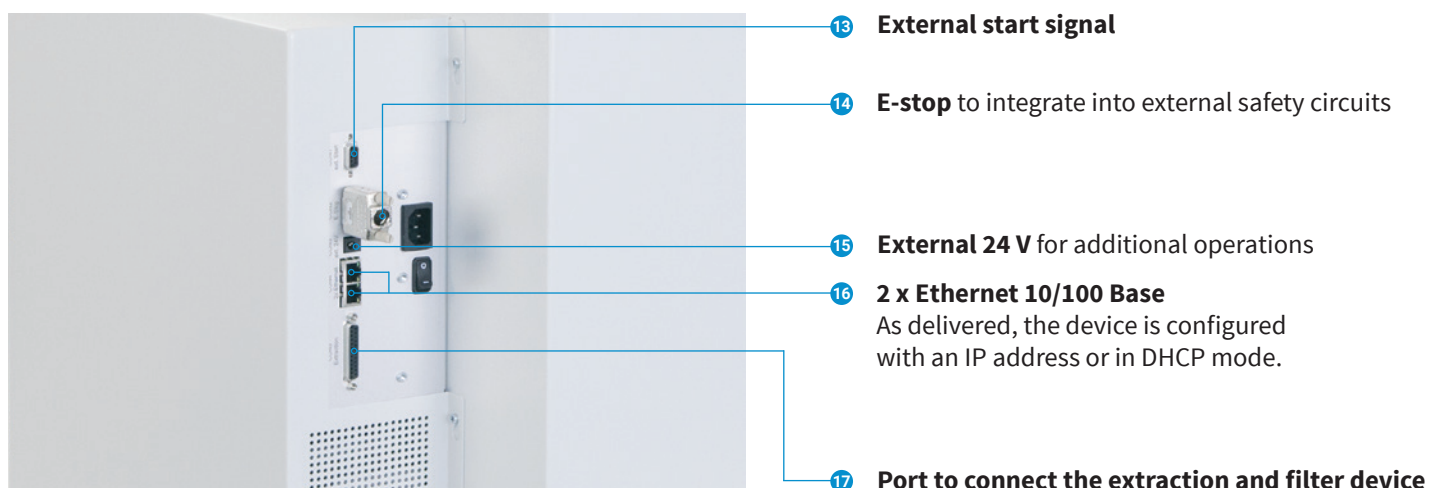 13 External start signal
14 E-stop to integrate into external safety circuits
15 External 24 V for additional operations
16 2 x Ethernet 10/100 Base
As delivered, the device is configured
with an IP address or in DHCP mode.
17 Port to connect the extraction and filter device